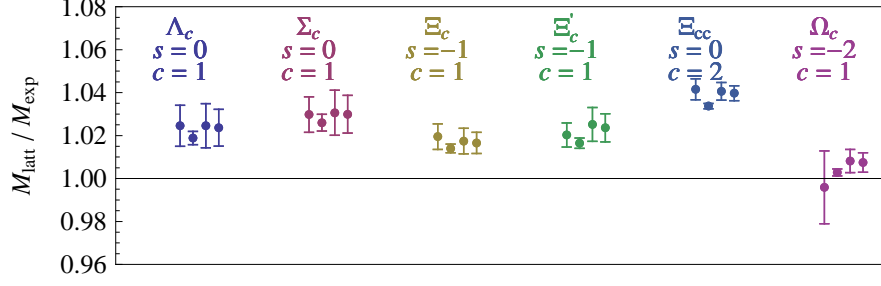 1.08
1.06
1.04
1.02
1.00
0.98
0.96
M_latt / M_exp
Λ_c
s = 0
c = 1
Σ_c
s = 0
c = 1
Ξ_c
s = −1
c = 1
Ξ'_c
s = −1
c = 1
Ξ_cc
s = 0
c = 2
Ω_c
s = −2
c = 1